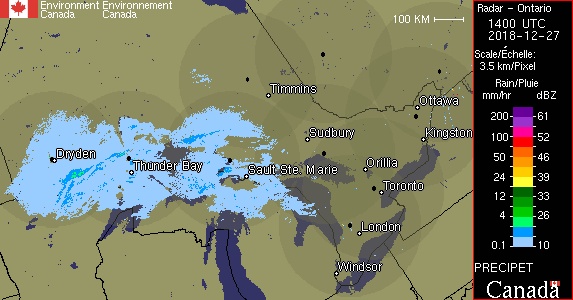 Environment Environnement
Canada Canada
100 KM
Timmins
Ottawa
Sudbury
Kingston
Dryden
Thunder Bay
Sault Ste. Marie
Orillia
Toronto
London
Windsor
Radar - Ontario
1400 UTC
2018-12-27
Scale/Échelle:
3.5 km/Pixel
Rain/Pluie
mm/hr dBZ
200 61
100 52
50 46
24 39
12 33
4 26
0.1 10
PRECIPET
Canada